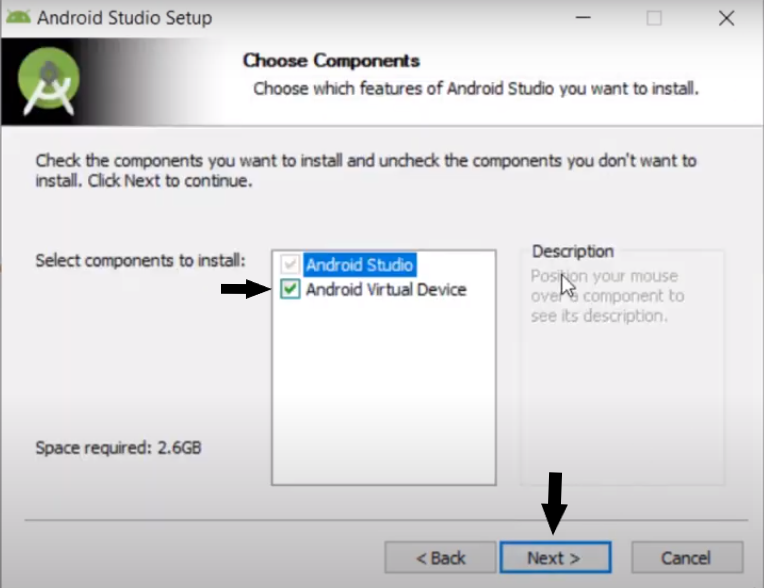 Android Studio Setup
Choose Components
Choose which features of Android Studio you want to install.
Check the components you want to install and uncheck the components you don't want to
install. Click Next to continue.
Select components to install:
Android Studio
Android Virtual Device
Description
Position your mouse
over a component to
see its description.
Space required: 2.6GB
< Back
Next >
Cancel